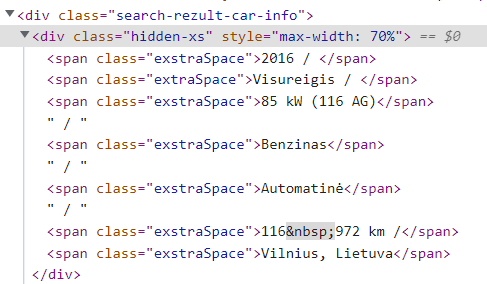 ▼<div class="search-rezult-car-info">
▼<div class="hidden-xs" style="max-width: 70%"> == $0
<span class="exstraSpace">2016 / </span>
<span class="extraSpace">Visureigis / </span>
<span class="exstraSpace">85 kW (116 AG)</span>
" / "
<span class="exstraSpace">Benzinas</span>
" / "
<span class="exstraSpace">Automatinė</span>
" / "
<span class="exstraSpace">116&nbsp;972 km /</span>
<span class="exstraSpace">Vilnius, Lietuva</span>
</div>